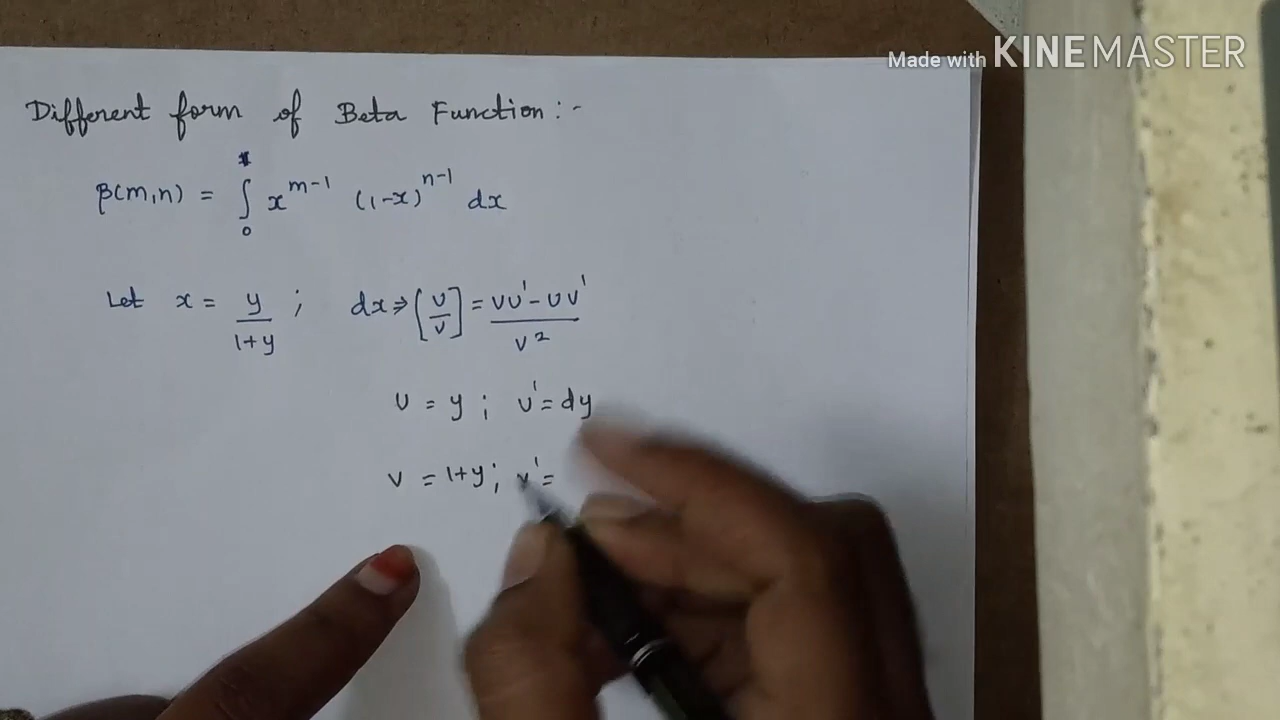 Made with KINEMASTER
Different form of Beta Function :-
β(m,n) = ∫₀ x^{m-1} (1-x)^{n-1} dx
Let x = y/(1+y) ; dx ⇒ [u/v] = (vu' - uv')/v²
u = y ; u' = dy
v = 1+y ; v' =